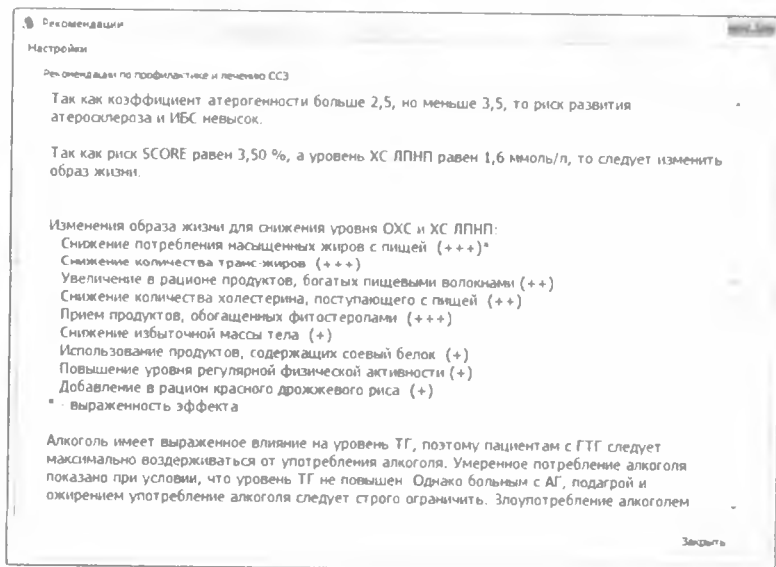 Рекомендации
Настройки
Рекомендации по профилактике и лечению ССЗ
Так как коэффициент атерогенности больше 2,5, но меньше 3,5, то риск развития
атеросклероза и ИБС невысок.
Так как риск SCORE равен 3,50 %, а уровень ХС ЛПНП равен 1,6 ммоль/л, то следует изменить
образ жизни.
Изменения образа жизни для снижения уровня ОХС и ХС ЛПНП:
Снижение потребления насыщенных жиров с пищей (+++)*
Снижение количества транс-жиров (+++)
Увеличение в рационе продуктов, богатых пищевыми волокнами (++)
Снижение количества холестерина, поступающего с пищей (++)
Прием продуктов, обогащенных фитостеролами (+++)
Снижение избыточной массы тела (+)
Использование продуктов, содержащих соевый белок (+)
Повышение уровня регулярной физической активности (+)
Добавление в рацион красного дрожжевого риса (+)
* - выраженность эффекта
Алкоголь имеет выраженное влияние на уровень ТГ, поэтому пациентам с ГТГ следует
максимально воздерживаться от употребления алкоголя. Умеренное потребление алкоголя
показано при условии, что уровень ТГ не повышен. Однако больным с АГ, подагрой и
ожирением употребление алкоголя следует строго ограничить. Злоупотребление алкоголем
Закрыть